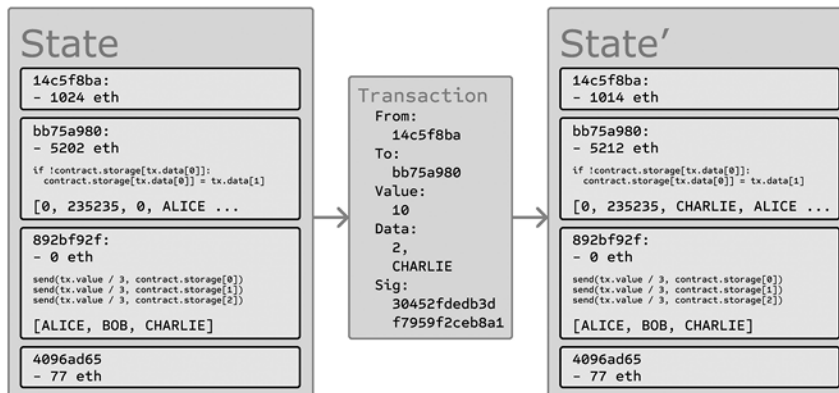 State
14c5f8ba:
- 1024 eth
bb75a980:
- 5202 eth
if !contract.storage[tx.data[0]]:
contract.storage[tx.data[0]] = tx.data[1]
[0, 235235, 0, ALICE ...
892bf92f:
- 0 eth
send(tx.value / 3, contract.storage[0])
send(tx.value / 3, contract.storage[1])
send(tx.value / 3, contract.storage[2])
[ALICE, BOB, CHARLIE]
4096ad65
- 77 eth
Transaction
From:
14c5f8ba
To:
bb75a980
Value:
10
Data:
2,
CHARLIE
Sig:
30452fdedb3d
f7959f2ceb8a1
State’
14c5f8ba:
- 1014 eth
bb75a980:
- 5212 eth
if !contract.storage[tx.data[0]]:
contract.storage[tx.data[0]] = tx.data[1]
[0, 235235, CHARLIE, ALICE ...
892bf92f:
- 0 eth
send(tx.value / 3, contract.storage[0])
send(tx.value / 3, contract.storage[1])
send(tx.value / 3, contract.storage[2])
[ALICE, BOB, CHARLIE]
4096ad65
- 77 eth